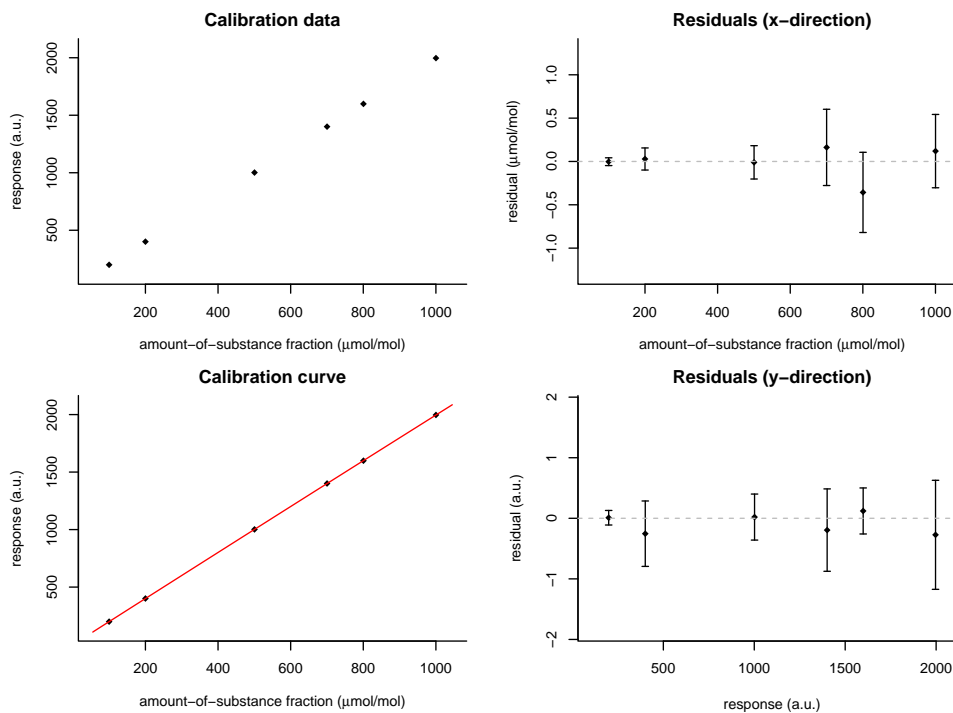 Calibration data
response (a.u.)
2000
1500
1000
500
200 400 600 800 1000
amount−of−substance fraction (μmol/mol)
Residuals (x−direction)
residual (μmol/mol)
1.0
0.5
0.0
−0.5
−1.0
200 400 600 800 1000
amount−of−substance fraction (μmol/mol)
Calibration curve
response (a.u.)
2000
1500
1000
500
200 400 600 800 1000
amount−of−substance fraction (μmol/mol)
Residuals (y−direction)
residual (a.u.)
2
1
0
−1
−2
500 1000 1500 2000
response (a.u.)